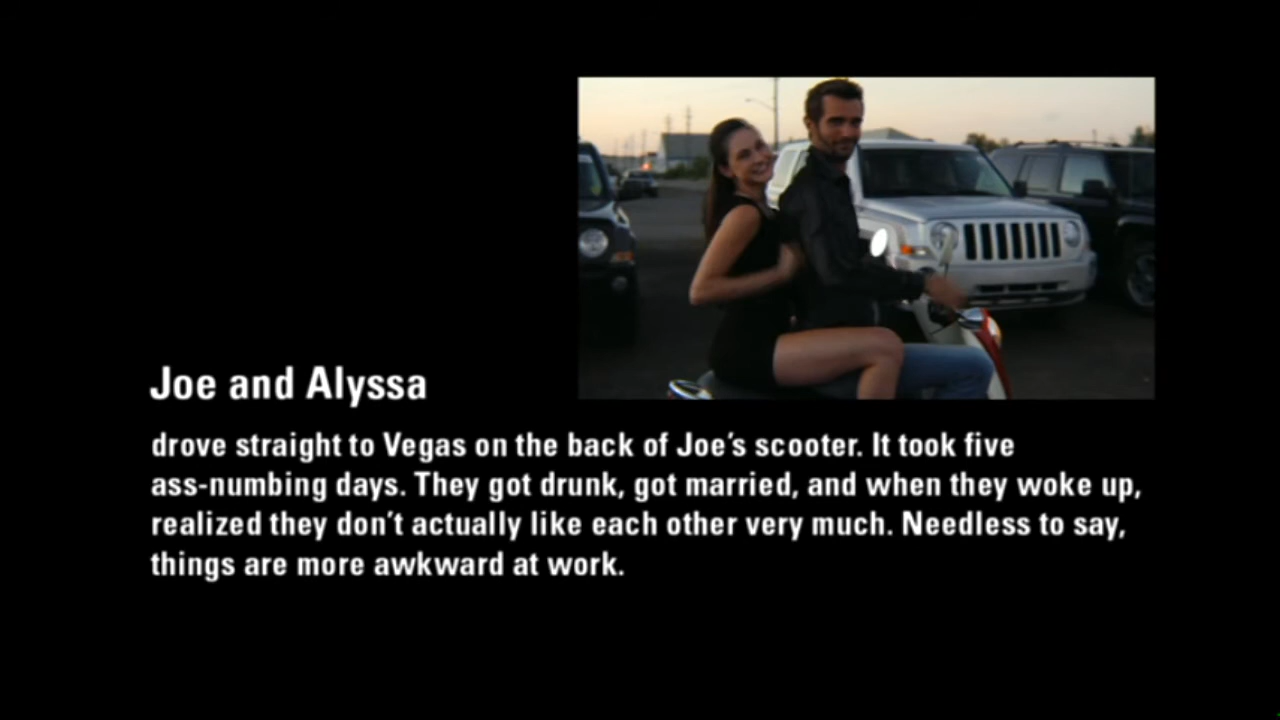 Joe and Alyssa
drove straight to Vegas on the back of Joe's scooter. It took five
ass-numbing days. They got drunk, got married, and when they woke up,
realized they don't actually like each other very much. Needless to say,
things are more awkward at work.